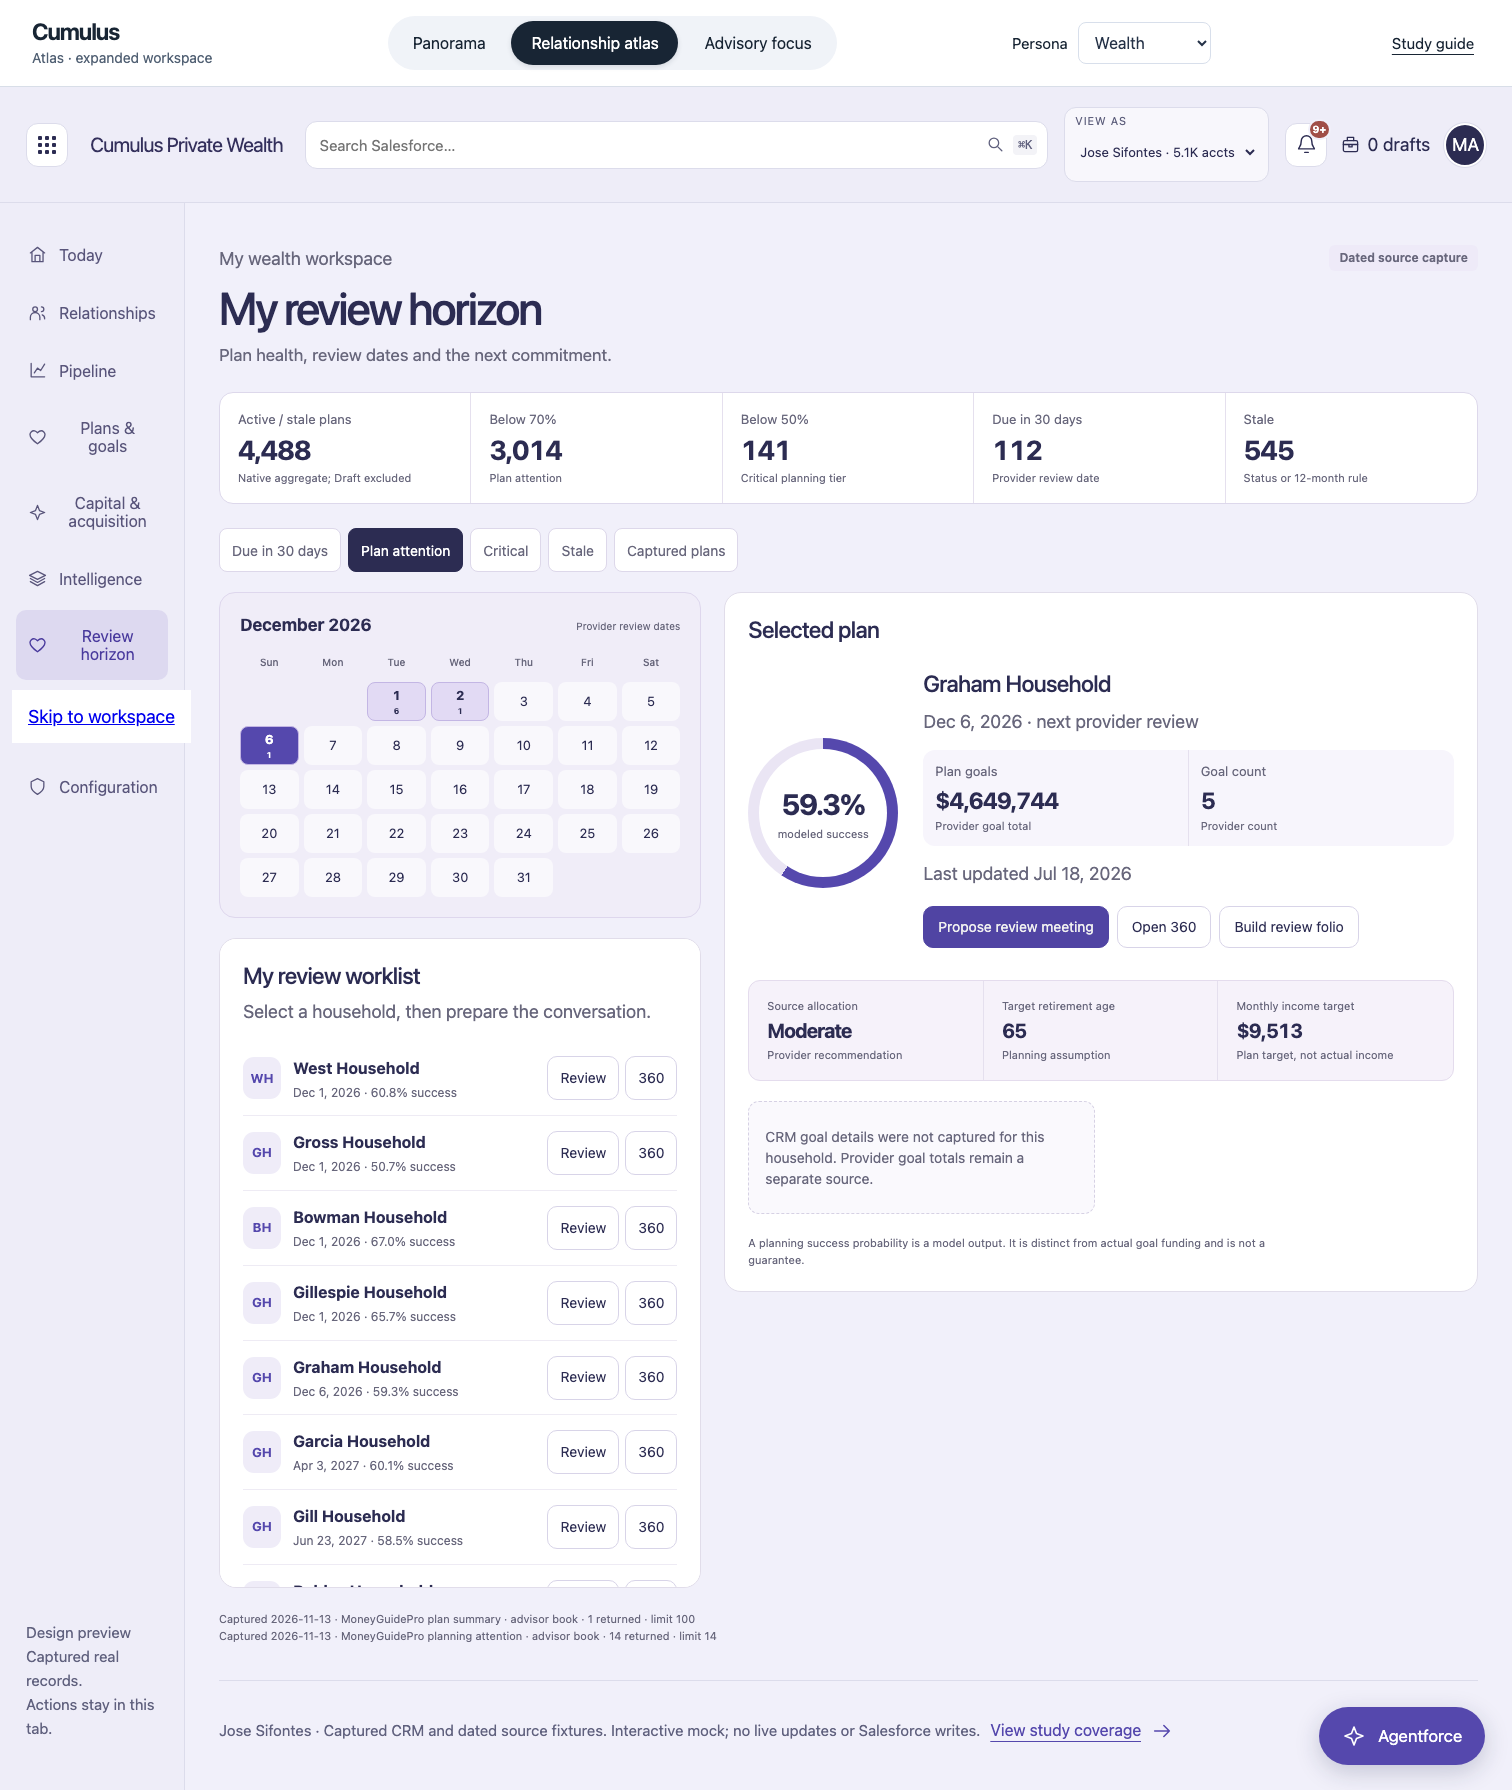 Cumulus
Atlas · expanded workspace
Panorama
Relationship atlas
Advisory focus
Persona
Wealth
Study guide
Cumulus Private Wealth
Search Salesforce...
⌘K
VIEW AS
Jose Sifontes · 5.1K accts
9+
0 drafts
MA
Today
Relationships
Pipeline
Plans &
goals
Capital &
acquisition
Intelligence
Review
horizon
Skip to workspace
Configuration
Design preview
Captured real
records.
Actions stay in this
tab.
My wealth workspace
Dated source capture
My review horizon
Plan health, review dates and the next commitment.
Active / stale plans
4,488
Native aggregate; Draft excluded
Below 70%
3,014
Plan attention
Below 50%
141
Critical planning tier
Due in 30 days
112
Provider review date
Stale
545
Status or 12-month rule
Due in 30 days
Plan attention
Critical
Stale
Captured plans
December 2026
Provider review dates
Sun Mon Tue Wed Thu Fri Sat
1 2 3 4 5
6 1
6 7 8 9 10 11 12
1
13 14 15 16 17 18 19
20 21 22 23 24 25 26
27 28 29 30 31
My review worklist
Select a household, then prepare the conversation.
WH
West Household
Dec 1, 2026 · 60.8% success
Review
360
GH
Gross Household
Dec 1, 2026 · 50.7% success
Review
360
BH
Bowman Household
Dec 1, 2026 · 67.0% success
Review
360
GH
Gillespie Household
Dec 1, 2026 · 65.7% success
Review
360
GH
Graham Household
Dec 6, 2026 · 59.3% success
Review
360
GH
Garcia Household
Apr 3, 2027 · 60.1% success
Review
360
GH
Gill Household
Jun 23, 2027 · 58.5% success
Review
360
Selected plan
59.3%
modeled success
Graham Household
Dec 6, 2026 · next provider review
Plan goals
$4,649,744
Provider goal total
Goal count
5
Provider count
Last updated Jul 18, 2026
Propose review meeting
Open 360
Build review folio
Source allocation
Moderate
Provider recommendation
Target retirement age
65
Planning assumption
Monthly income target
$9,513
Plan target, not actual income
CRM goal details were not captured for this
household. Provider goal totals remain a
separate source.
A planning success probability is a model output. It is distinct from actual goal funding and is not a
guarantee.
Captured 2026-11-13 · MoneyGuidePro plan summary · advisor book · 1 returned · limit 100
Captured 2026-11-13 · MoneyGuidePro planning attention · advisor book · 14 returned · limit 14
Jose Sifontes · Captured CRM and dated source fixtures. Interactive mock; no live updates or Salesforce writes.
View study coverage
Agentforce